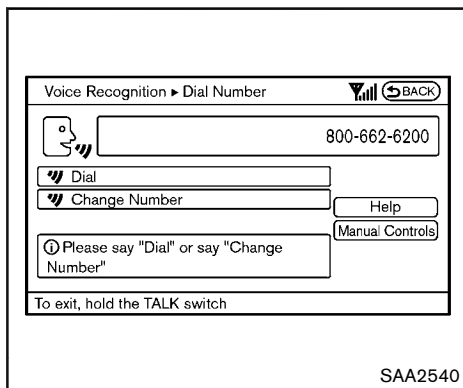 Voice Recognition ▸ Dial Number BACK
800-662-6200
Dial
Change Number
Help
Manual Controls
Please say "Dial" or say "Change
Number"
To exit, hold the TALK switch
SAA2540